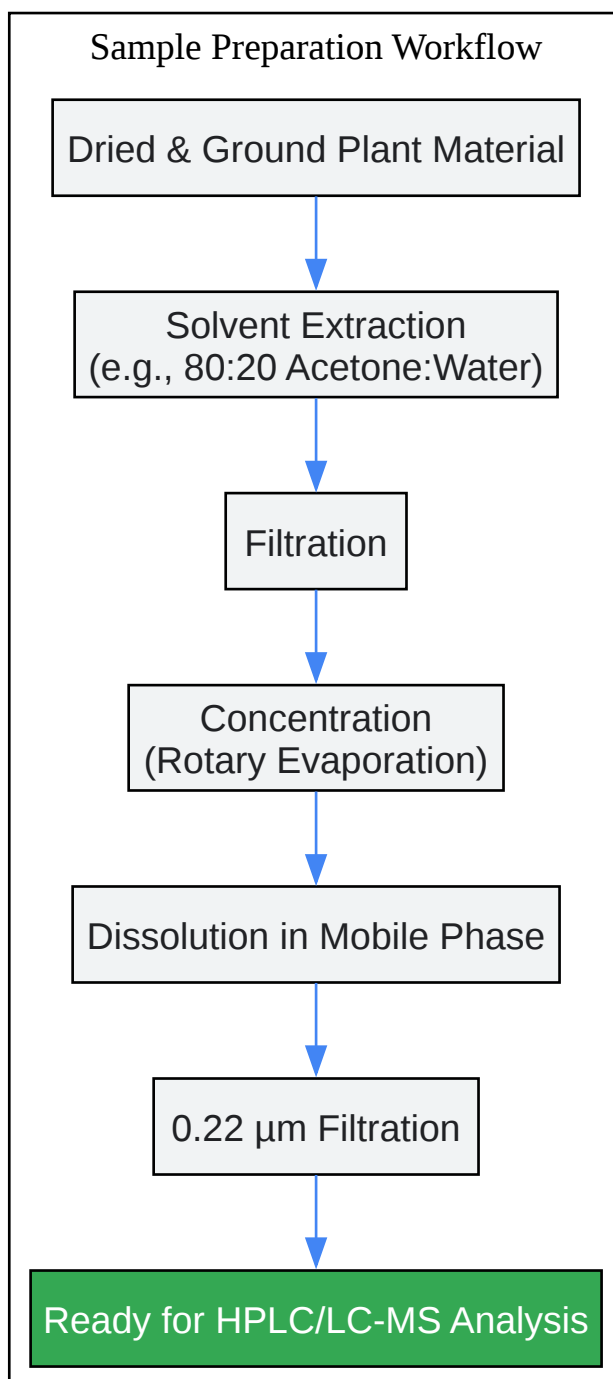 Sample Preparation Workflow
Dried & Ground Plant Material
Solvent Extraction
(e.g., 80:20 Acetone:Water)
Filtration
Concentration
(Rotary Evaporation)
Dissolution in Mobile Phase
0.22 µm Filtration
Ready for HPLC/LC-MS Analysis